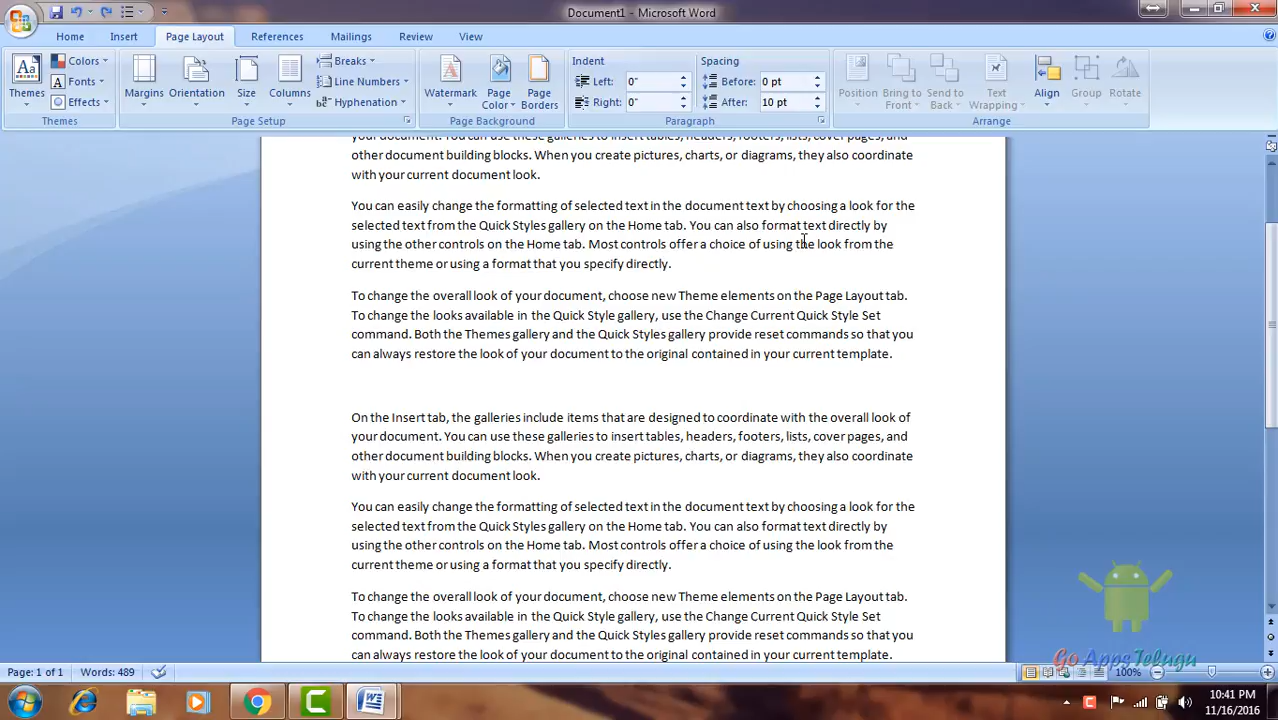 Document1 - Microsoft Word
Home Insert Page Layout References Mailings Review View
Themes
Colors
Fonts
Effects
Themes
Margins
Orientation
Size
Columns
Breaks
Line Numbers
Hyphenation
Page Setup
Watermark
Page Color
Page Borders
Page Background
Indent
Left: 0"
Right: 0"
Spacing
Before: 0 pt
After: 10 pt
Paragraph
Position
Bring to Front
Send to Back
Text Wrapping
Align
Group
Rotate
Arrange
your document. You can use these galleries to insert tables, headers, footers, lists, cover pages, and
other document building blocks. When you create pictures, charts, or diagrams, they also coordinate
with your current document look.
You can easily change the formatting of selected text in the document text by choosing a look for the
selected text from the Quick Styles gallery on the Home tab. You can also format text directly by
using the other controls on the Home tab. Most controls offer a choice of using the look from the
current theme or using a format that you specify directly.
To change the overall look of your document, choose new Theme elements on the Page Layout tab.
To change the looks available in the Quick Style gallery, use the Change Current Quick Style Set
command. Both the Themes gallery and the Quick Styles gallery provide reset commands so that you
can always restore the look of your document to the original contained in your current template.
On the Insert tab, the galleries include items that are designed to coordinate with the overall look of
your document. You can use these galleries to insert tables, headers, footers, lists, cover pages, and
other document building blocks. When you create pictures, charts, or diagrams, they also coordinate
with your current document look.
You can easily change the formatting of selected text in the document text by choosing a look for the
selected text from the Quick Styles gallery on the Home tab. You can also format text directly by
using the other controls on the Home tab. Most controls offer a choice of using the look from the
current theme or using a format that you specify directly.
To change the overall look of your document, choose new Theme elements on the Page Layout tab.
To change the looks available in the Quick Style gallery, use the Change Current Quick Style Set
command. Both the Themes gallery and the Quick Styles gallery provide reset commands so that you
can always restore the look of your document to the original contained in your current template.
Go Apps Telugu
Page: 1 of 1 Words: 489 100%
10:41 PM
11/16/2016